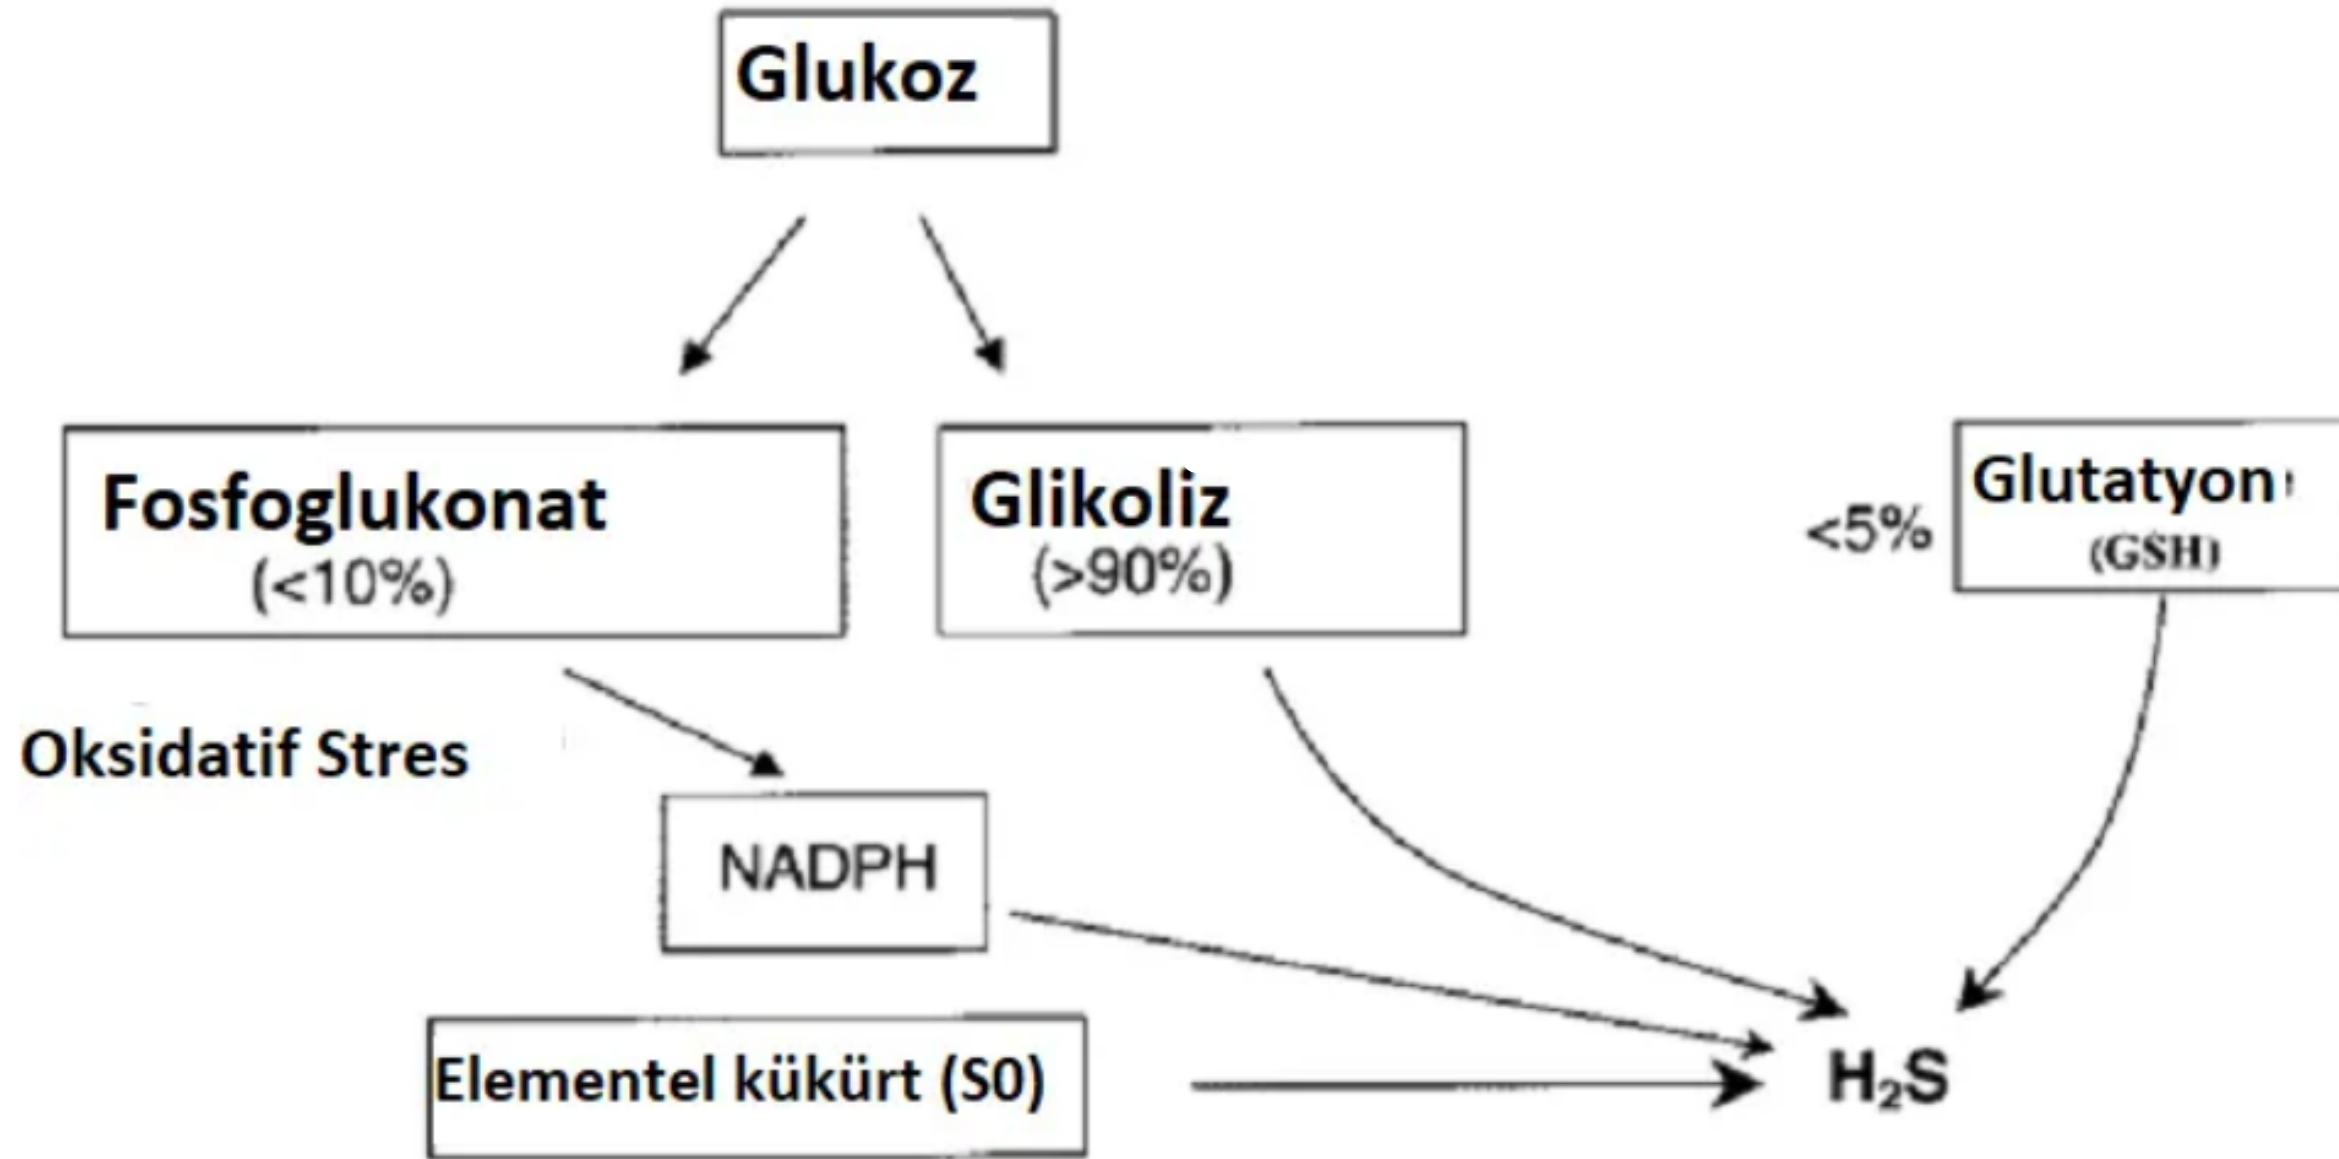 Glukoz
Fosfoglukonat
(<10%)
Glikoliz
(>90%)
<5%
Glutatyon
(GSH)
Oksidatif Stres
NADPH
Elementel kükürt (S0)
H₂S